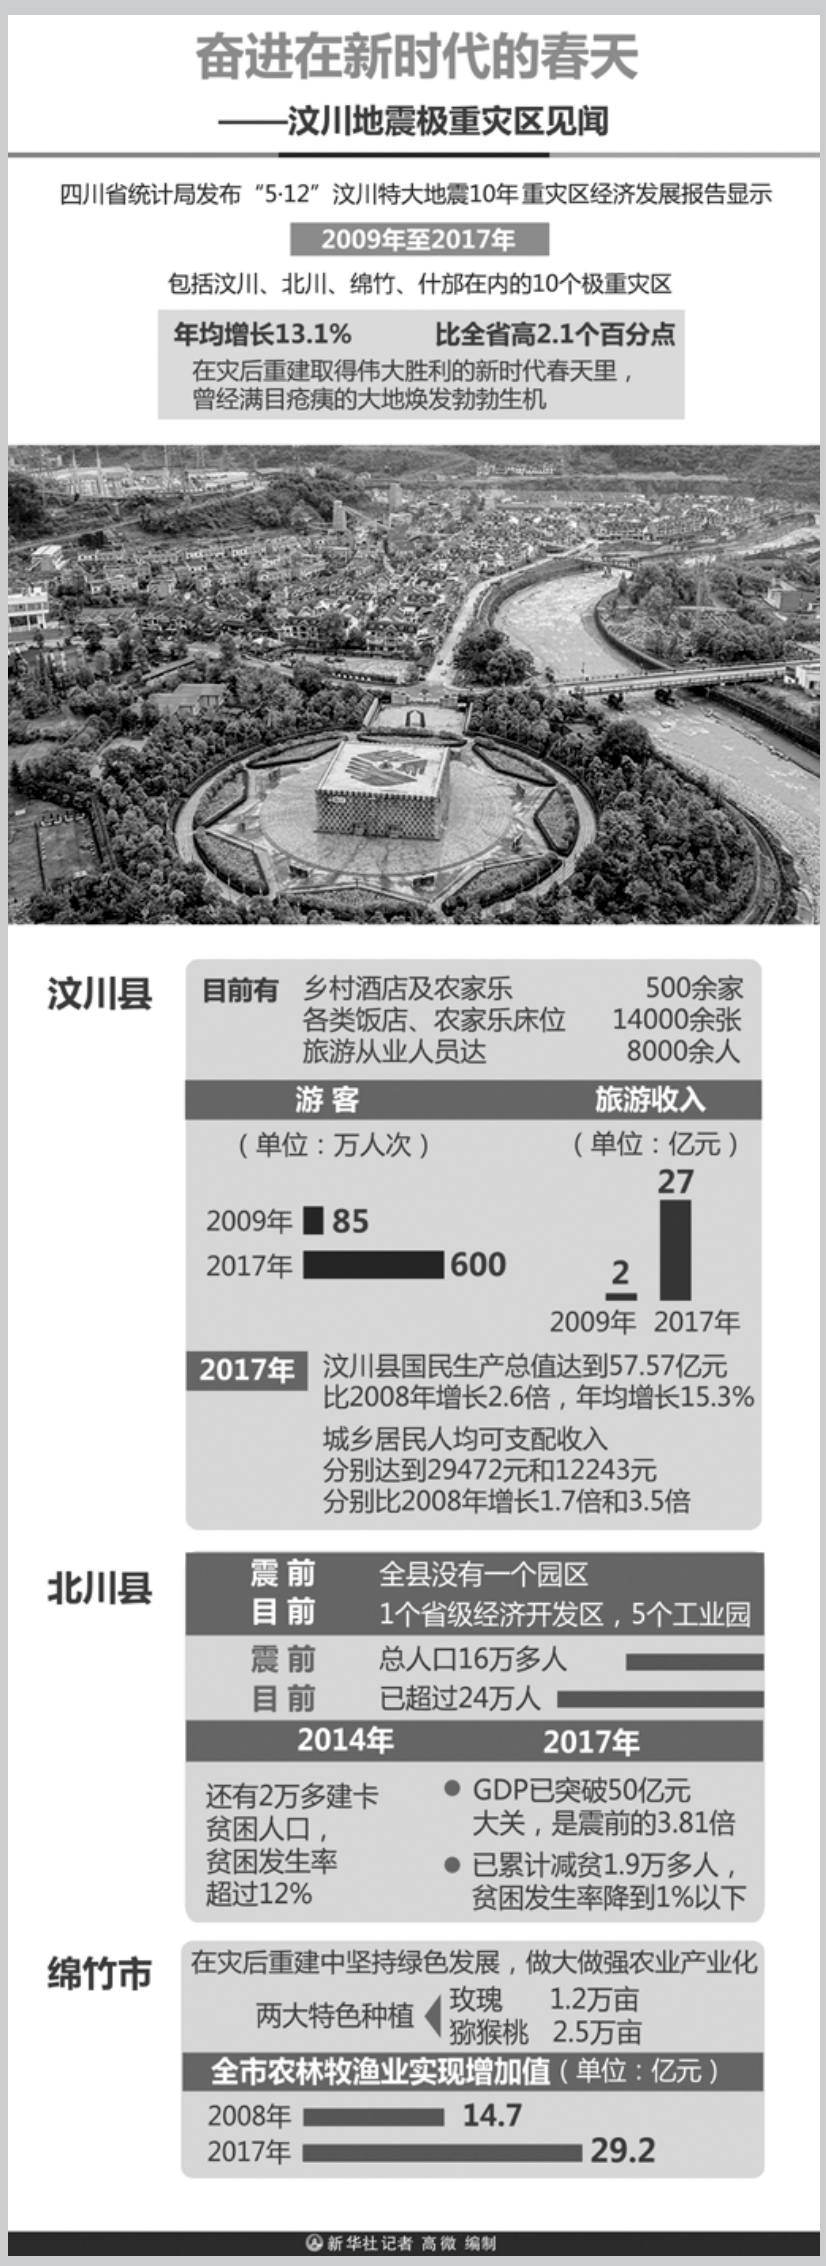 奋进在新时代的春天
——汶川地震极重灾区见闻
四川省统计局发布“5·12”汶川特大地震10年重灾区经济发展报告显示
2009年至2017年
包括汶川、北川、绵竹、什邡在内的10个极重灾区
年均增长13.1% 比全省高2.1个百分点
在灾后重建取得伟大胜利的新时代春天里，
曾经满目疮痍的大地焕发勃勃生机
汶川县
目前有 乡村酒店及农家乐 500余家
各类饭店、农家乐床位 14000余张
旅游从业人员达 8000余人
游客 旅游收入
（单位：万人次） （单位：亿元）
27
2009年 85
2017年 600
2
2009年 2017年
2017年 汶川县国民生产总值达到57.57亿元
比2008年增长2.6倍，年均增长15.3%
城乡居民人均可支配收入
分别达到29472元和12243元
分别比2008年增长1.7倍和3.5倍
北川县
震前 全县没有一个园区
目前 1个省级经济开发区，5个工业园
震前 总人口16万多人
目前 已超过24万人
2014年 2017年
还有2万多建卡
贫困人口，
贫困发生率
超过12%
GDP已突破50亿元
大关，是震前的3.81倍
已累计减贫1.9万多人，
贫困发生率降到1%以下
绵竹市
在灾后重建中坚持绿色发展，做大做强农业产业化
两大特色种植
玫瑰 1.2万亩
猕猴桃 2.5万亩
全市农林牧渔业实现增加值（单位：亿元）
2008年 14.7
2017年 29.2
新华社记者 高微 编制